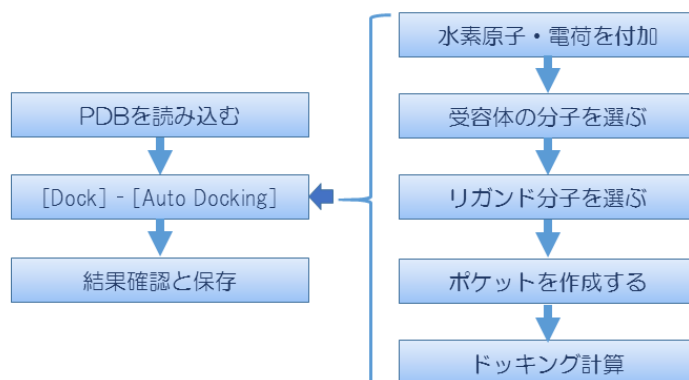 PDBを読み込む
[Dock] - [Auto Docking]
結果確認と保存
水素原子・電荷を付加
受容体の分子を選ぶ
リガンド分子を選ぶ
ポケットを作成する
ドッキング計算